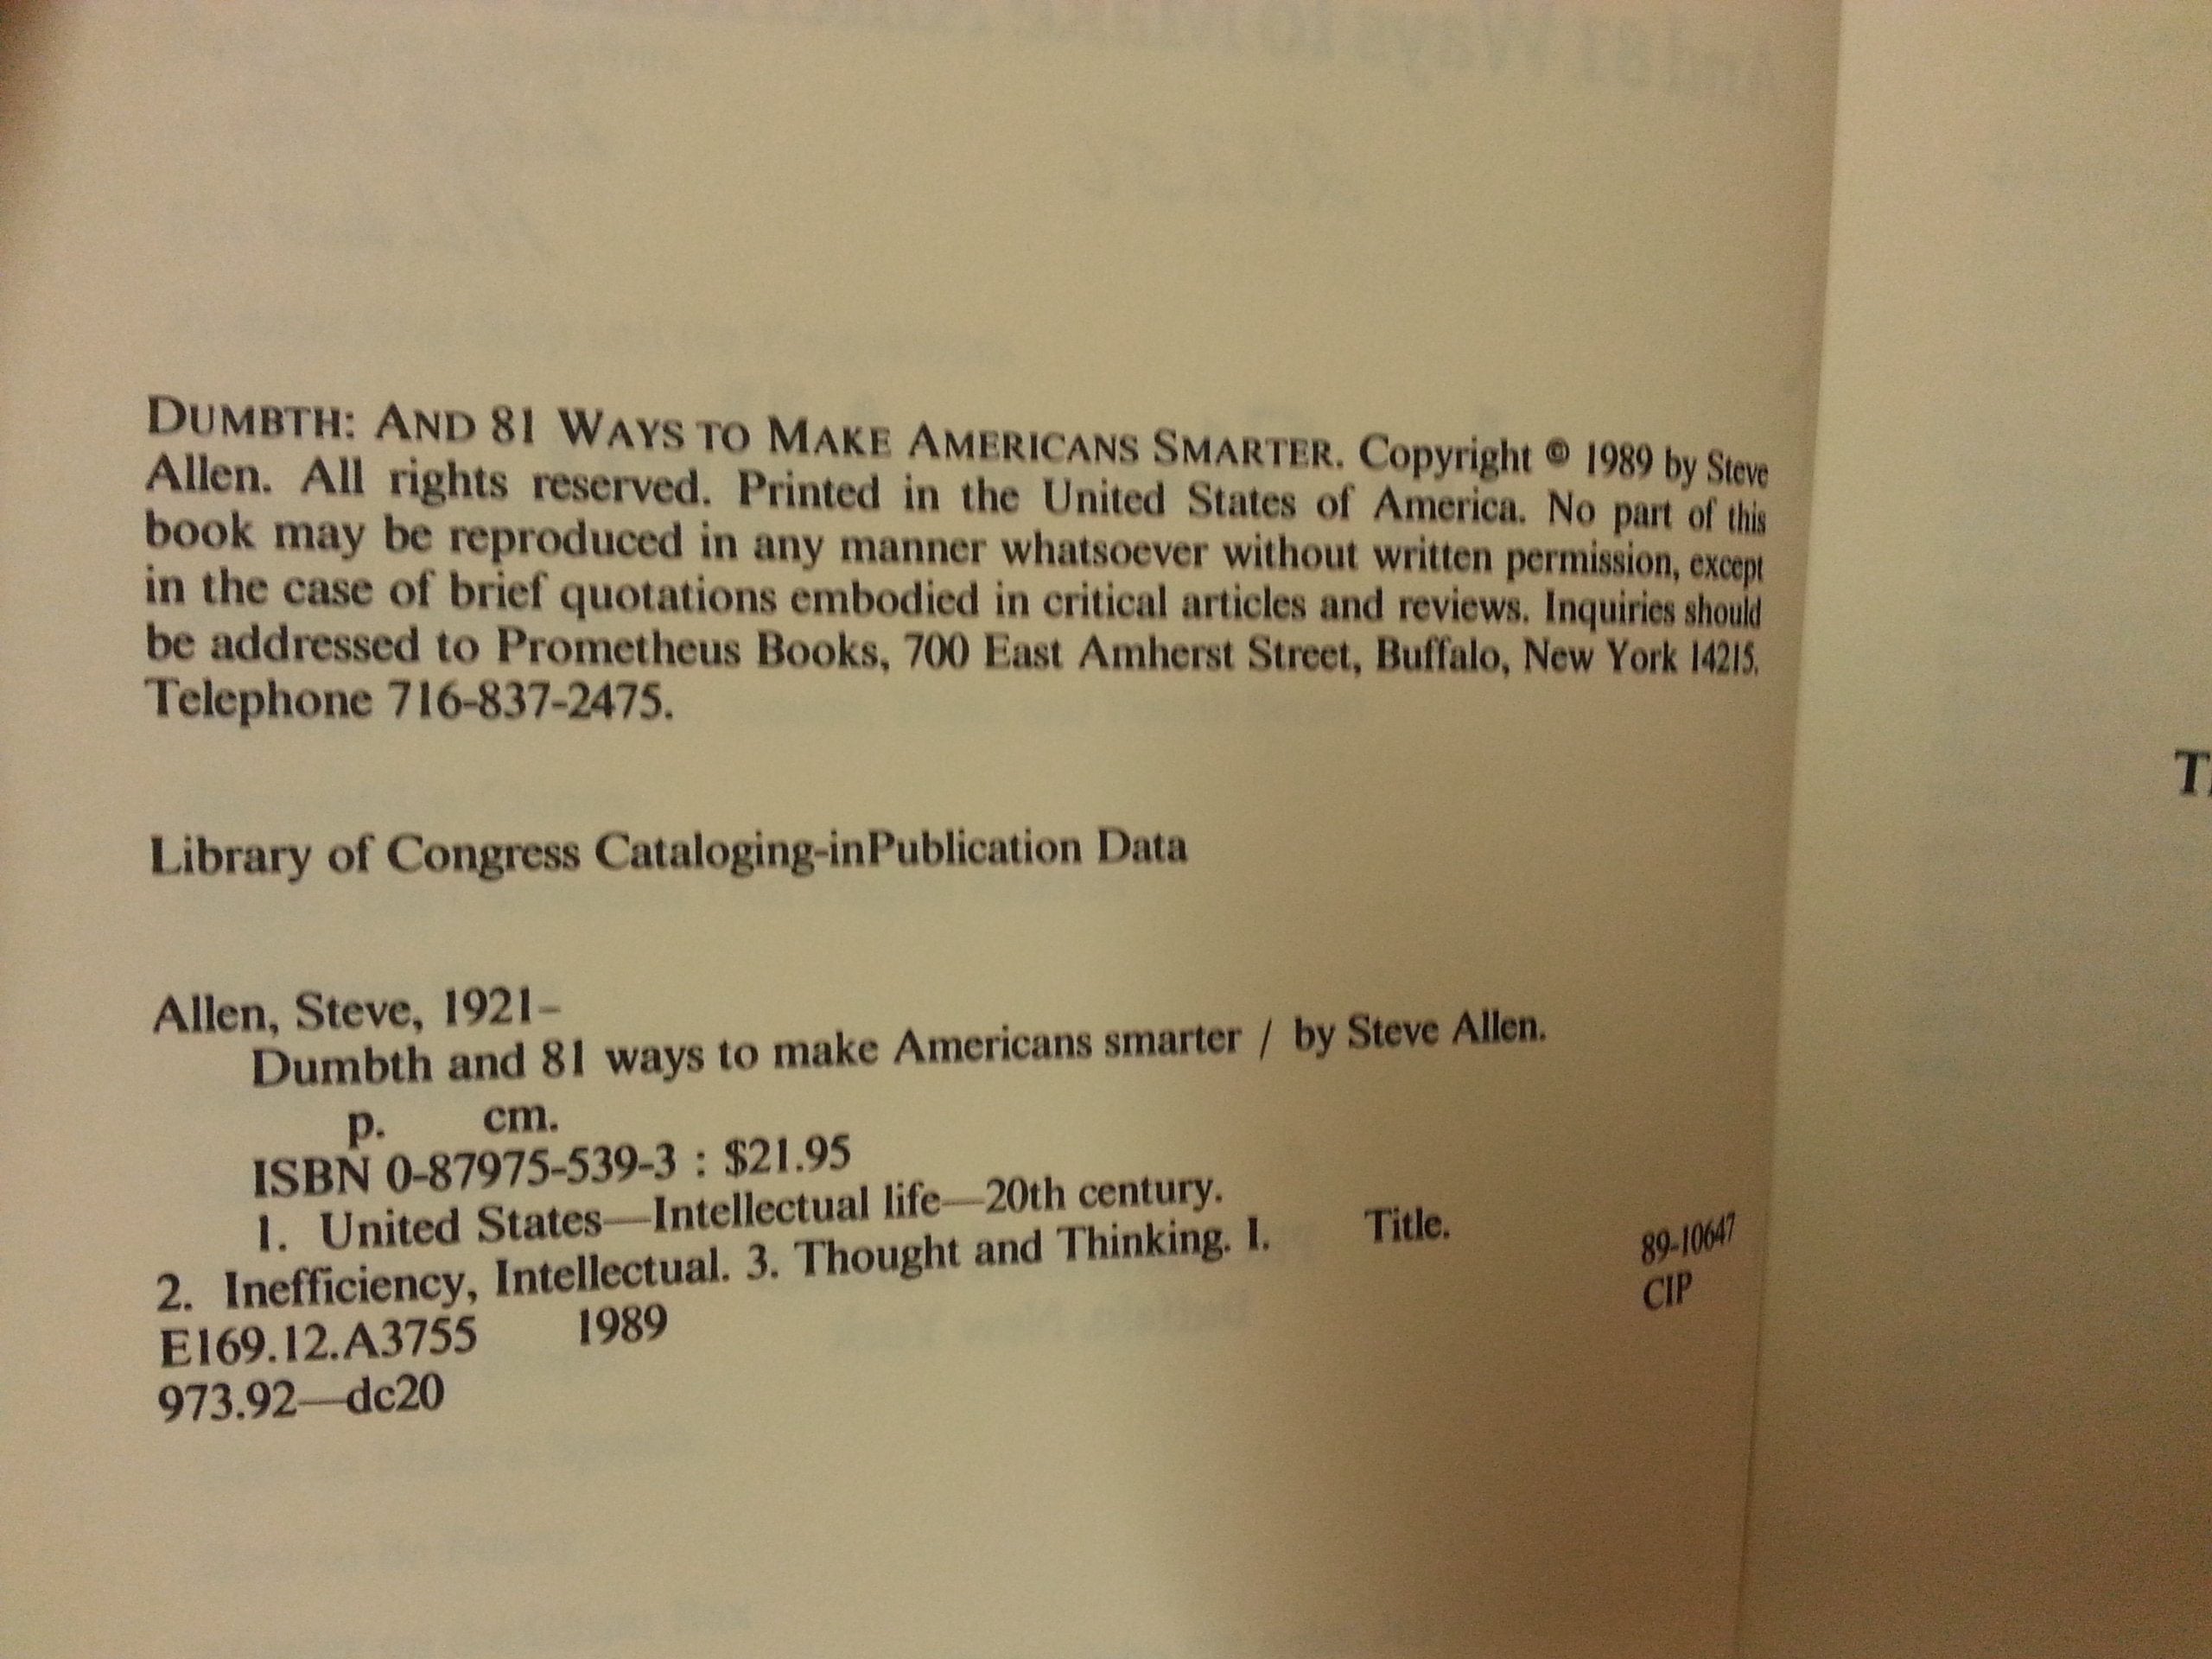 DUMBTH: AND 81 WAYS TO MAKE AMERICANS SMARTER. Copyright © 1989 by Steve
Allen. All rights reserved. Printed in the United States of America. No part of this
book may be reproduced in any manner whatsoever without written permission, except
in the case of brief quotations embodied in critical articles and reviews. Inquiries should
be addressed to Prometheus Books, 700 East Amherst Street, Buffalo, New York 14215.
Telephone 716-837-2475.
Library of Congress Cataloging-inPublication Data
Allen, Steve, 1921–
Dumbth and 81 ways to make Americans smarter / by Steve Allen.
p. cm.
ISBN 0-87975-539-3 : $21.95
1. United States—Intellectual life—20th century.
2. Inefficiency, Intellectual. 3. Thought and Thinking. I. Title.
E169.12.A3755 1989
973.92—dc20
89-10647
CIP